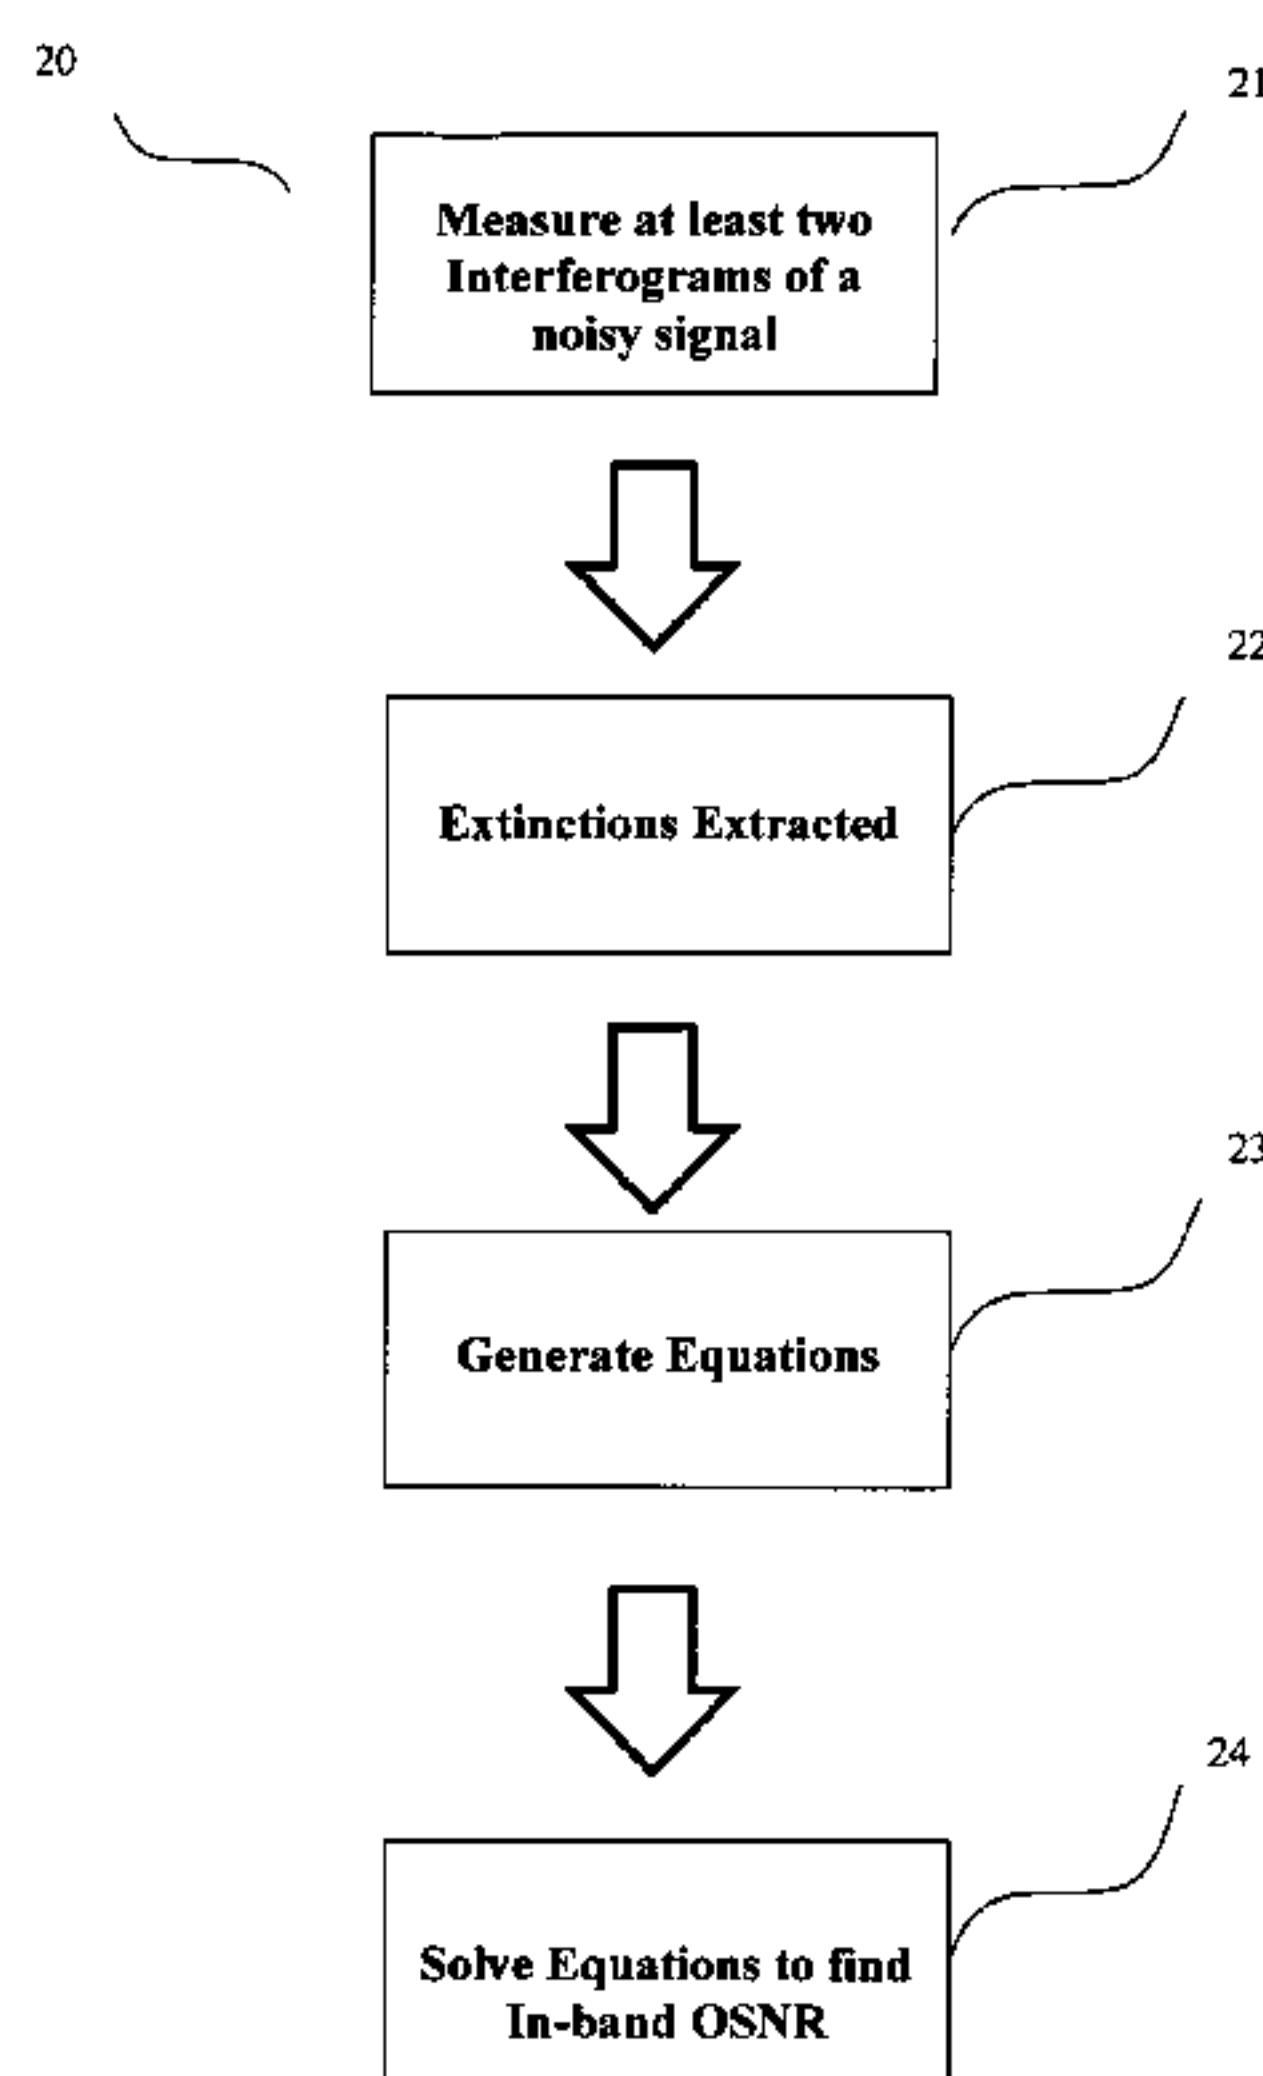 20
21
Measure at least two
Interferograms of a
noisy signal
22
Extinctions Extracted
23
Generate Equations
24
Solve Equations to find
In-band OSNR